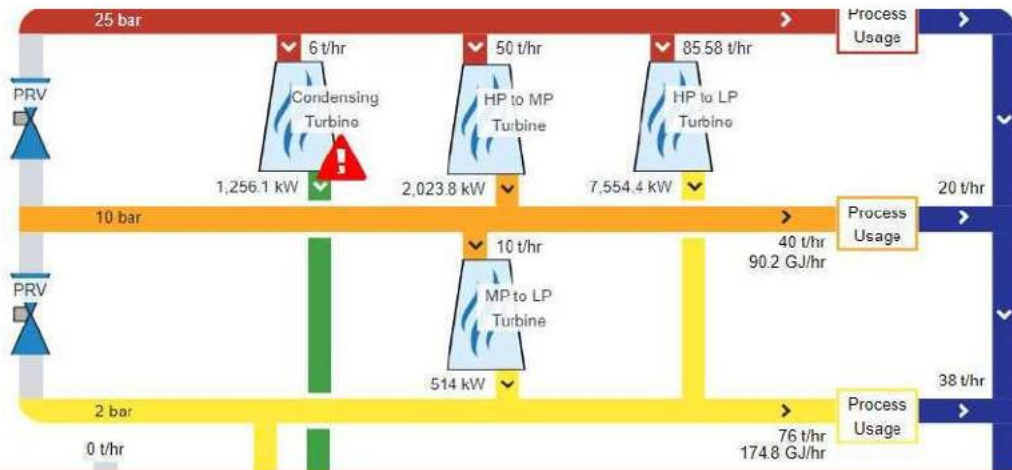 25 bar
Process
Usage
6 t/hr
50 t/hr
85.58 t/hr
PRV
Condensing
Turbine
HP to MP
Turbine
HP to LP
Turbine
!
1,256.1 kW
2,023.8 kW
7,554.4 kW
20 t/hr
10 bar
Process
Usage
10 t/hr
40 t/hr
90.2 GJ/hr
PRV
MP to LP
Turbine
514 kW
38 t/hr
2 bar
Process
Usage
0 t/hr
76 t/hr
174.8 GJ/hr